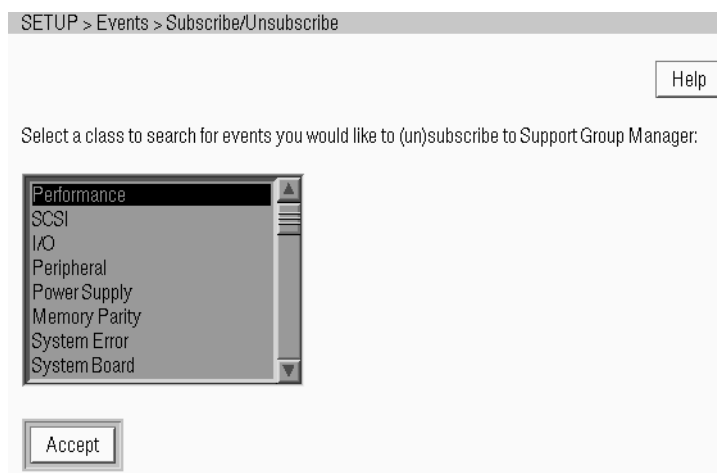 SETUP > Events > Subscribe/Unsubscribe
Help
Select a class to search for events you would like to (un)subscribe to Support Group Manager:
Performance
SCSI
I/O
Peripheral
Power Supply
Memory Parity
System Error
System Board
Accept